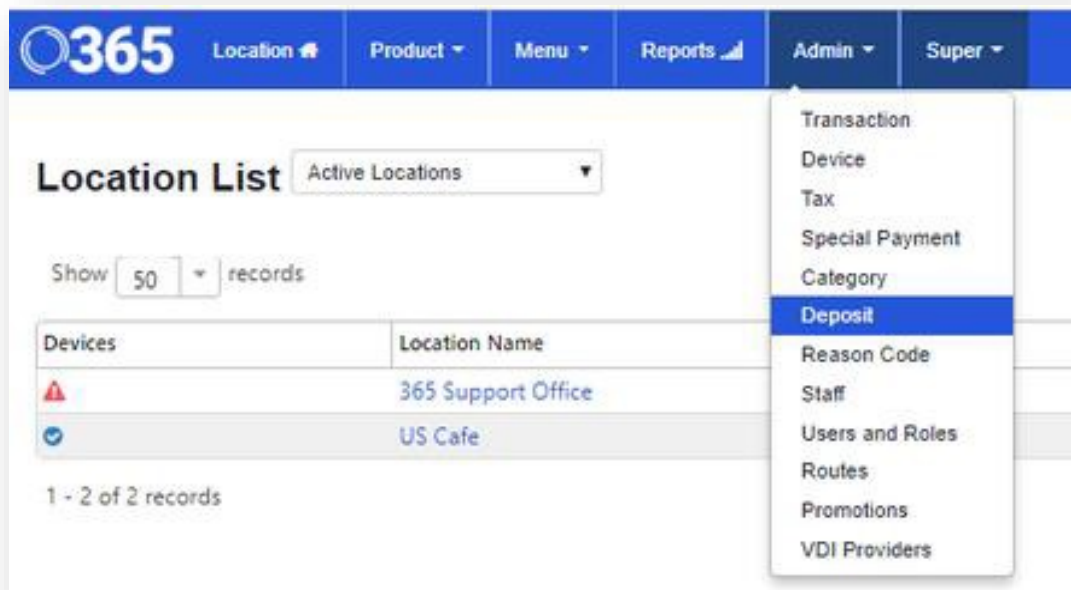 365 Location Product Menu Reports Admin Super
Transaction
Device
Tax
Special Payment
Category
Deposit
Reason Code
Staff
Users and Roles
Routes
Promotions
VDI Providers
Location List Active Locations
Show 50 records
Devices Location Name
365 Support Office
US Cafe
1 - 2 of 2 records